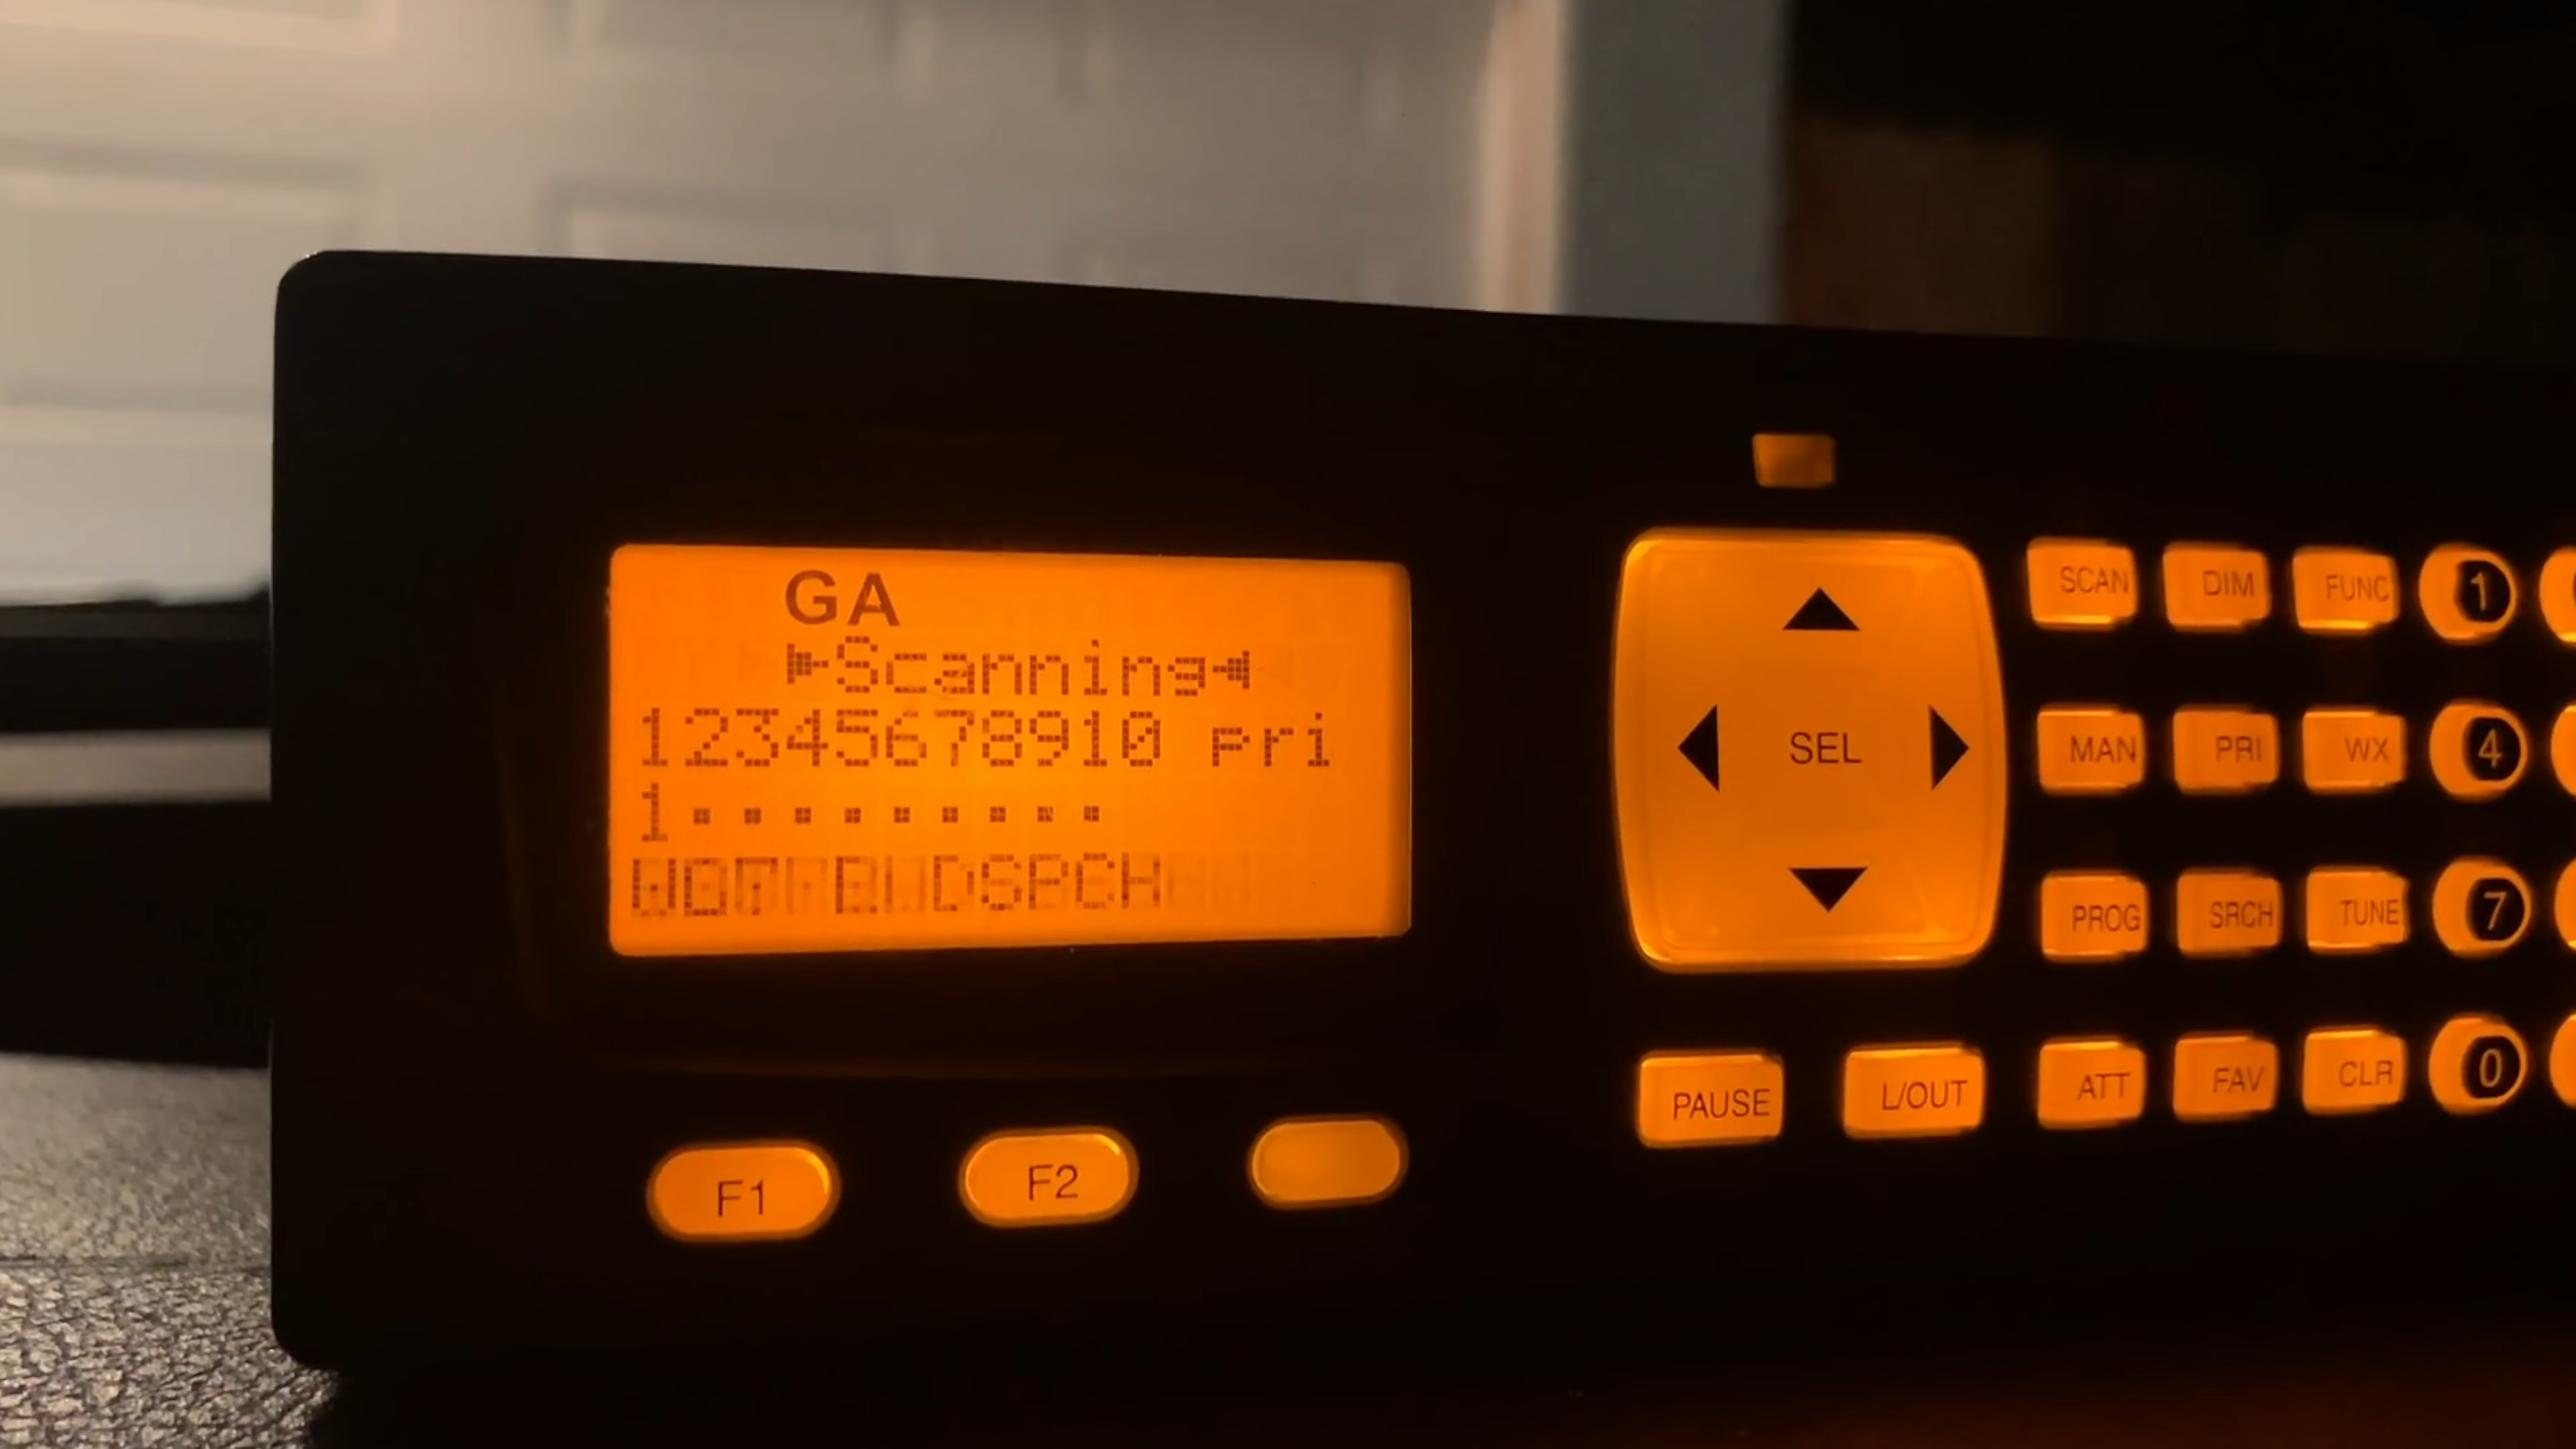 GA
Scanning
12345678910 pri
1.........
SEL
SCAN DIM FUNC 1
MAN PRI WX 4
PROG SRCH TUNE 7
PAUSE L/OUT ATT FAV CLR 0
F1 F2